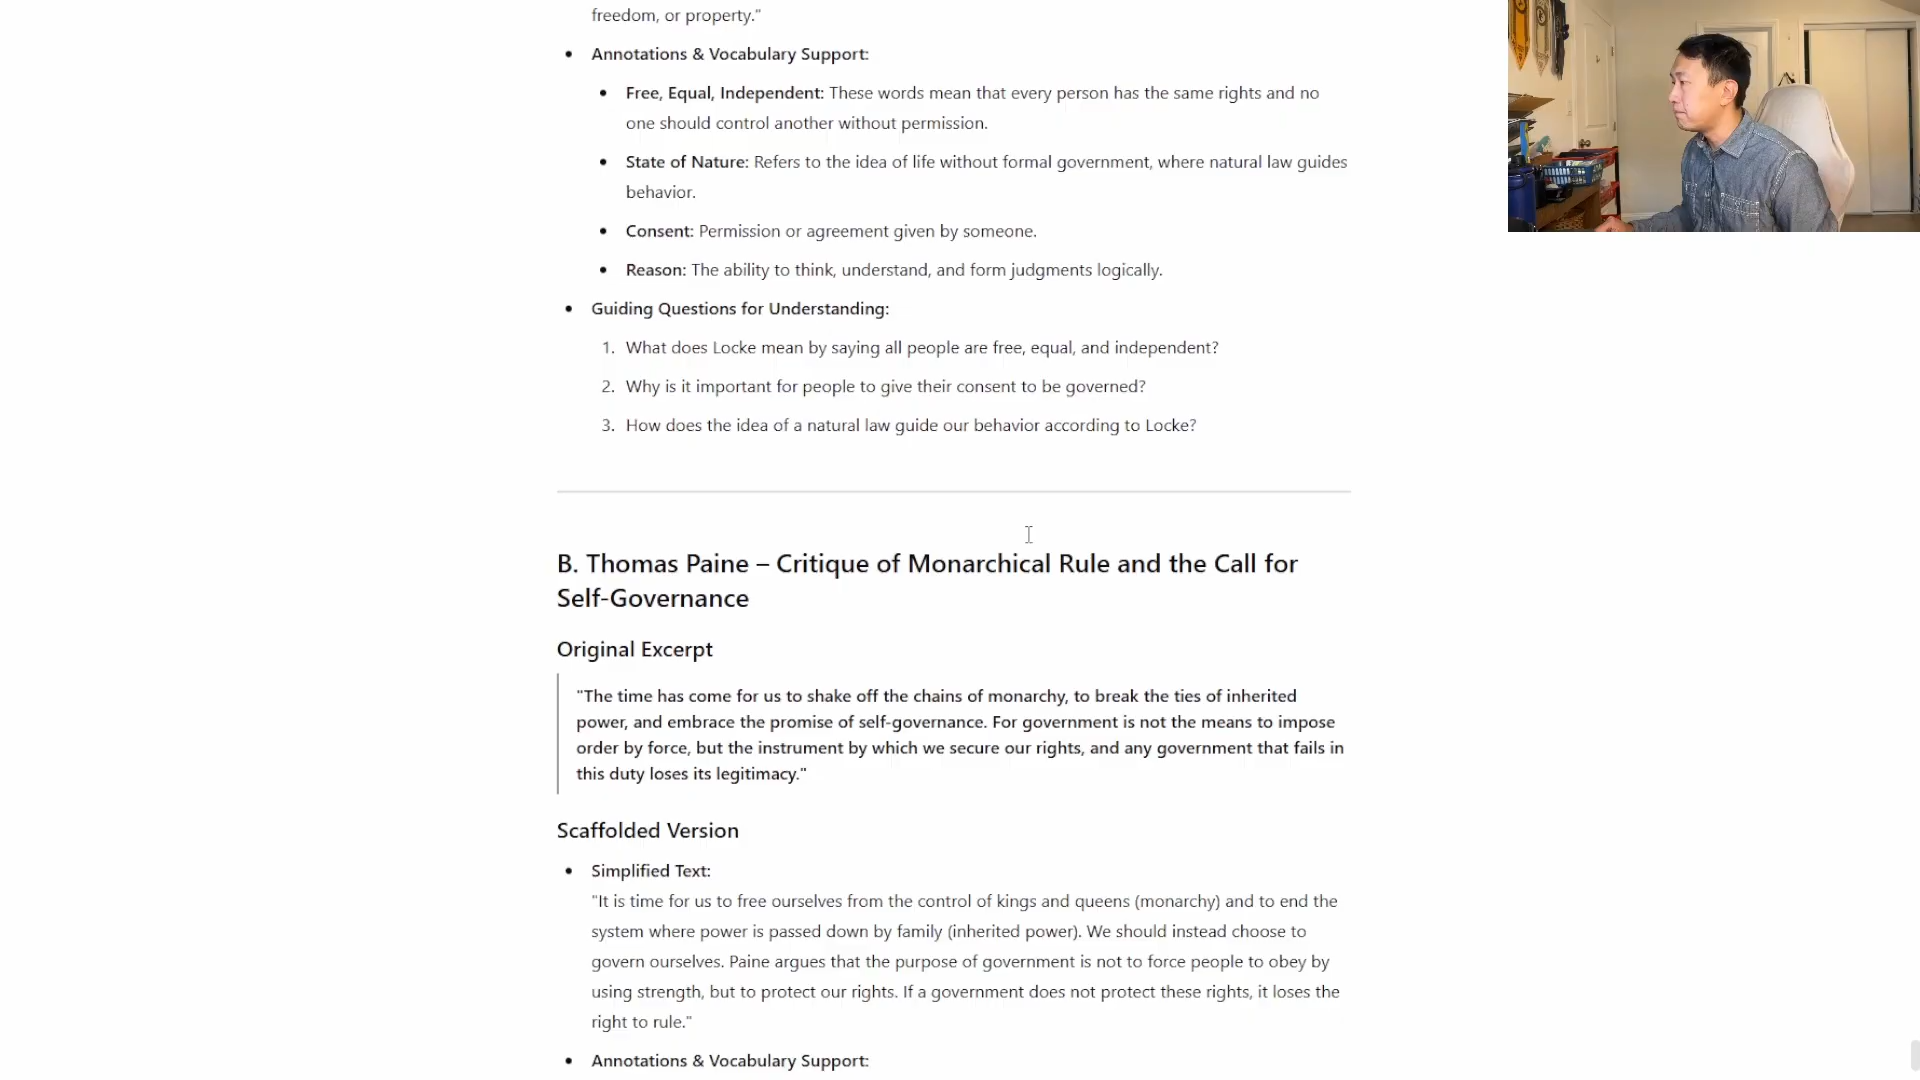 freedom, or property."
• Annotations & Vocabulary Support:
• Free, Equal, Independent: These words mean that every person has the same rights and no
one should control another without permission.
• State of Nature: Refers to the idea of life without formal government, where natural law guides
behavior.
• Consent: Permission or agreement given by someone.
• Reason: The ability to think, understand, and form judgments logically.
• Guiding Questions for Understanding:
1. What does Locke mean by saying all people are free, equal, and independent?
2. Why is it important for people to give their consent to be governed?
3. How does the idea of a natural law guide our behavior according to Locke?
B. Thomas Paine – Critique of Monarchical Rule and the Call for
Self-Governance
Original Excerpt
"The time has come for us to shake off the chains of monarchy, to break the ties of inherited
power, and embrace the promise of self-governance. For government is not the means to impose
order by force, but the instrument by which we secure our rights, and any government that fails in
this duty loses its legitimacy."
Scaffolded Version
• Simplified Text:
"It is time for us to free ourselves from the control of kings and queens (monarchy) and to end the
system where power is passed down by family (inherited power). We should instead choose to
govern ourselves. Paine argues that the purpose of government is not to force people to obey by
using strength, but to protect our rights. If a government does not protect these rights, it loses the
right to rule."
• Annotations & Vocabulary Support: